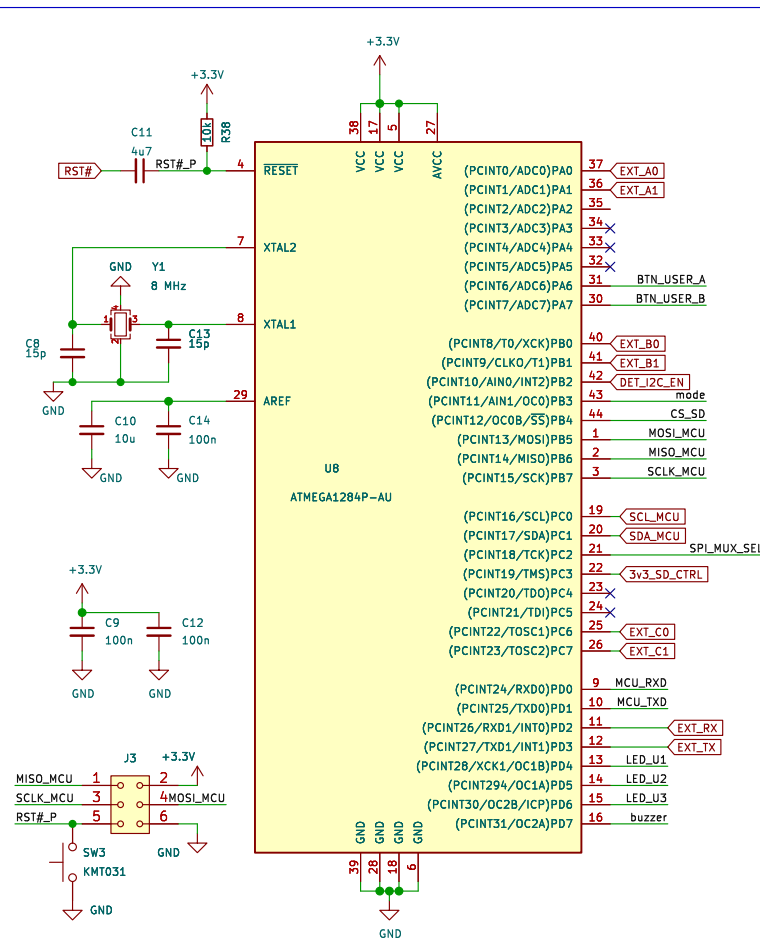 +3.3V
+3.3V
C11
4u7
10k
R38
RST#
RST#_P
4
RESET
38
17
5
27
VCC
VCC
VCC
AVCC
(PCINT0/ADC0)PA0
37
EXT_A0
(PCINT1/ADC1)PA1
36
EXT_A1
(PCINT2/ADC2)PA2
35
(PCINT3/ADC3)PA3
34
(PCINT4/ADC4)PA4
33
(PCINT5/ADC5)PA5
32
(PCINT6/ADC6)PA6
31
BTN_USER_A
(PCINT7/ADC7)PA7
30
BTN_USER_B
7
XTAL2
GND
Y1
8 MHz
4
1
3
2
8
XTAL1
C8
15p
C13
15p
GND
29
AREF
C10
10u
C14
100n
GND
GND
(PCINT8/T0/XCK)PB0
40
EXT_B0
(PCINT9/CLKO/T1)PB1
41
EXT_B1
(PCINT10/AIN0/INT2)PB2
42
DET_I2C_EN
(PCINT11/AIN1/OC0)PB3
43
mode
(PCINT12/OC0B/SS)PB4
44
CS_SD
(PCINT13/MOSI)PB5
1
MOSI_MCU
(PCINT14/MISO)PB6
2
MISO_MCU
(PCINT15/SCK)PB7
3
SCLK_MCU
U8
ATMEGA1284P-AU
(PCINT16/SCL)PC0
19
SCL_MCU
(PCINT17/SDA)PC1
20
SDA_MCU
(PCINT18/TCK)PC2
21
SPI_MUX_SEL
(PCINT19/TMS)PC3
22
3v3_SD_CTRL
(PCINT20/TDO)PC4
23
(PCINT21/TDI)PC5
24
(PCINT22/TOSC1)PC6
25
EXT_C0
(PCINT23/TOSC2)PC7
26
EXT_C1
+3.3V
C9
100n
C12
100n
GND
GND
(PCINT24/RXD0)PD0
9
MCU_RXD
(PCINT25/TXD0)PD1
10
MCU_TXD
(PCINT26/RXD1/INT0)PD2
11
EXT_RX
(PCINT27/TXD1/INT1)PD3
12
EXT_TX
(PCINT28/XCK1/OC1B)PD4
13
LED_U1
(PCINT294/OC1A)PD5
14
LED_U2
(PCINT30/OC2B/ICP)PD6
15
LED_U3
(PCINT31/OC2A)PD7
16
buzzer
J3
+3.3V
MISO_MCU
1
2
SCLK_MCU
3
4
MOSI_MCU
RST#_P
5
6
GND
SW3
KMT031
GND
GND
GND
GND
GND
39
28
18
6
GND